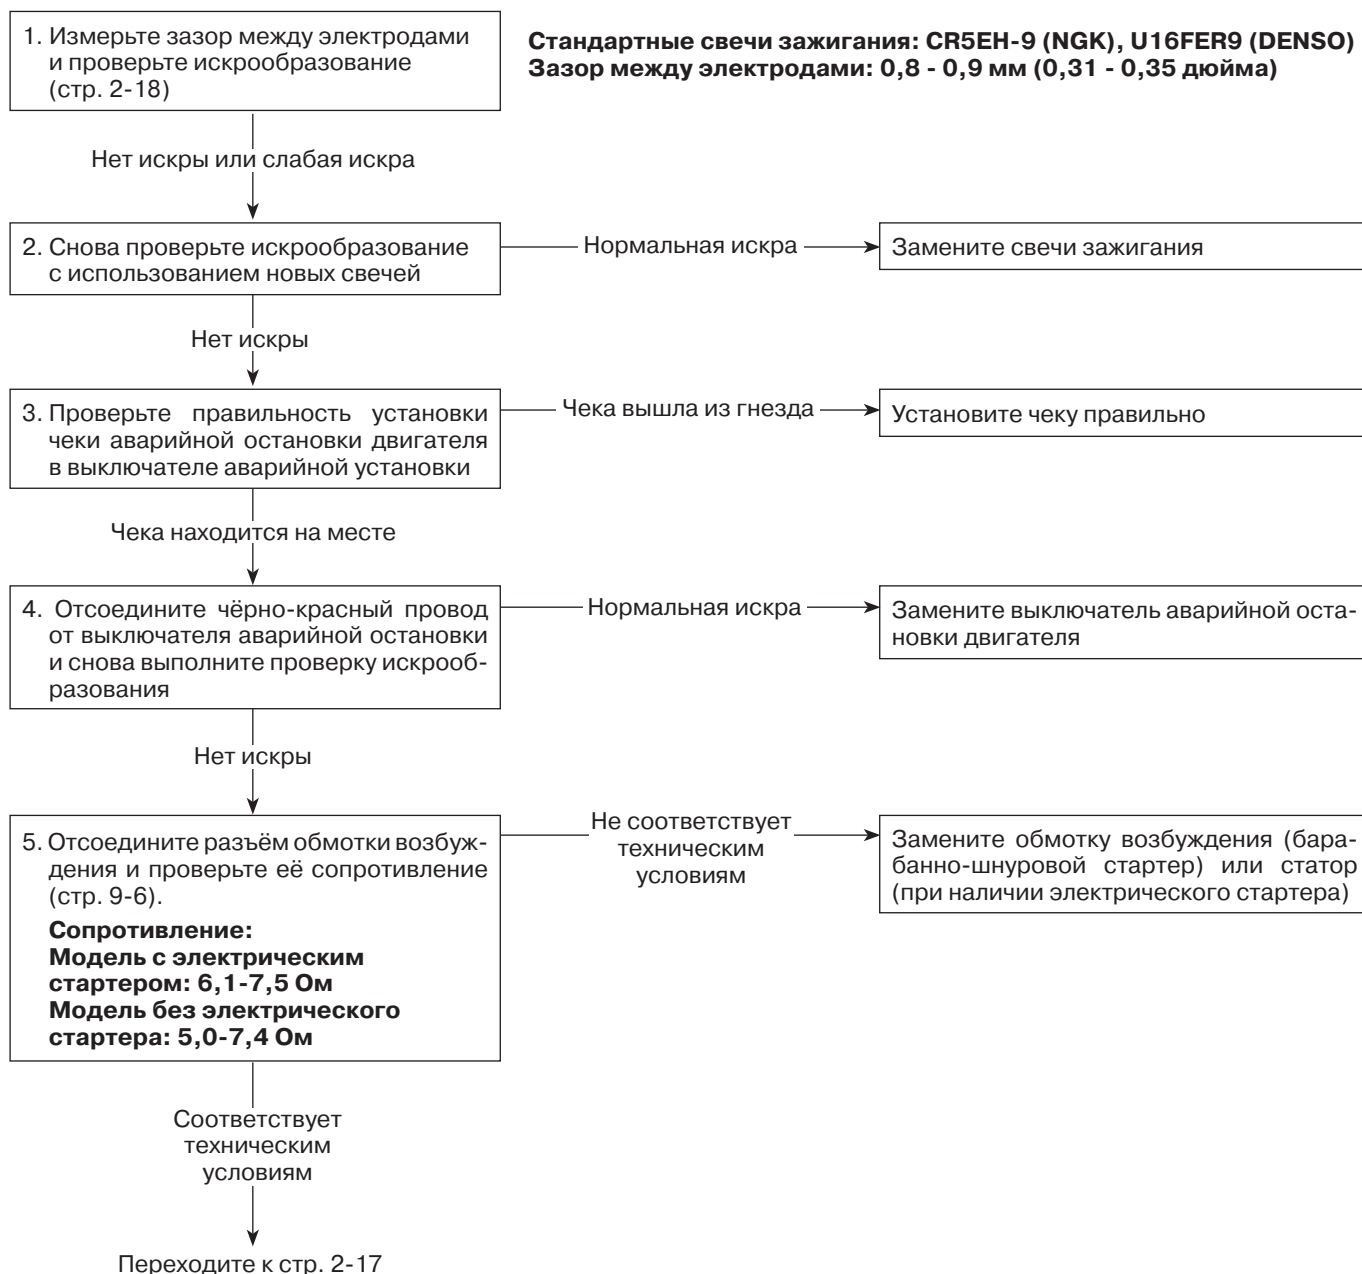 1. Измерьте зазор между электродами
и проверьте искрообразование
(стр. 2-18)
Стандартные свечи зажигания: CR5EH-9 (NGK), U16FER9 (DENSO)
Зазор между электродами: 0,8 - 0,9 мм (0,31 - 0,35 дюйма)
Нет искры или слабая искра
2. Снова проверьте искрообразование
с использованием новых свечей
Нормальная искра
Замените свечи зажигания
Нет искры
3. Проверьте правильность установки
чеки аварийной остановки двигателя
в выключателе аварийной установки
Чека вышла из гнезда
Установите чеку правильно
Чека находится на месте
4. Отсоедините чёрно-красный провод
от выключателя аварийной остановки
и снова выполните проверку искрооб-
разования
Нормальная искра
Замените выключатель аварийной оста-
новки двигателя
Нет искры
5. Отсоедините разъём обмотки возбуж-
дения и проверьте её сопротивление
(стр. 9-6).
Сопротивление:
Модель с электрическим
стартером: 6,1-7,5 Ом
Модель без электрического
стартера: 5,0-7,4 Ом
Не соответствует
техническим
условиям
Замените обмотку возбуждения (бара-
банно-шнуровой стартер) или статор
(при наличии электрического стартера)
Соответствует
техническим
условиям
Переходите к стр. 2-17